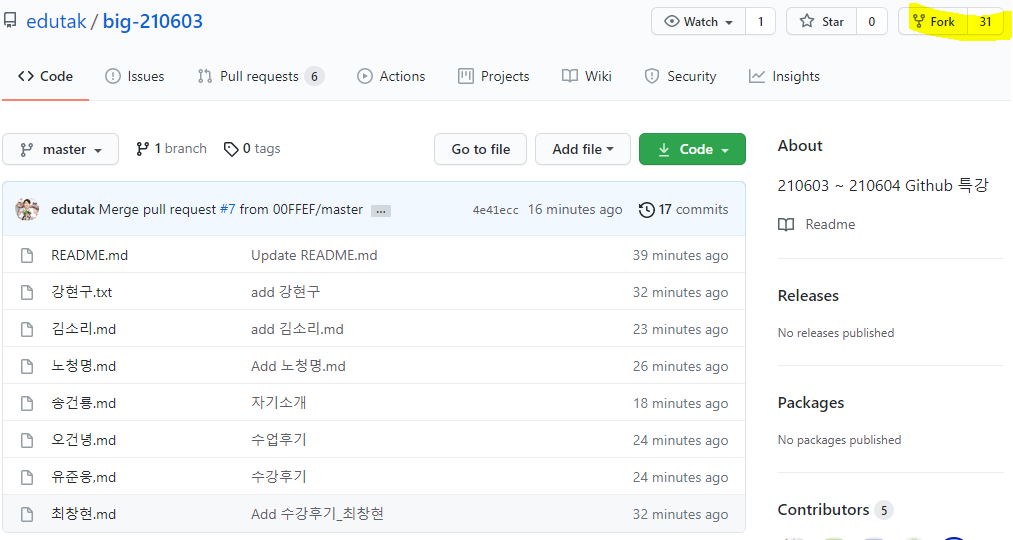 edutak / big-210603
Watch 1 Star 0 Fork 31
Code Issues Pull requests 6 Actions Projects Wiki Security Insights
master 1 branch 0 tags Go to file Add file Code
edutak Merge pull request #7 from 00FFEF/master ... 4e41ecc 16 minutes ago 17 commits
README.md Update README.md 39 minutes ago
강현구.txt add 강현구 32 minutes ago
김소리.md add 김소리.md 23 minutes ago
노청명.md Add 노청명.md 26 minutes ago
송건룡.md 자기소개 18 minutes ago
오건녕.md 수업후기 24 minutes ago
유준웅,md 수강후기 24 minutes ago
최창현.md Add 수강후기_최창현 32 minutes ago
About
210603 ~ 210604 Github 특강
Readme
Releases
No releases published
Packages
No packages published
Contributors 5